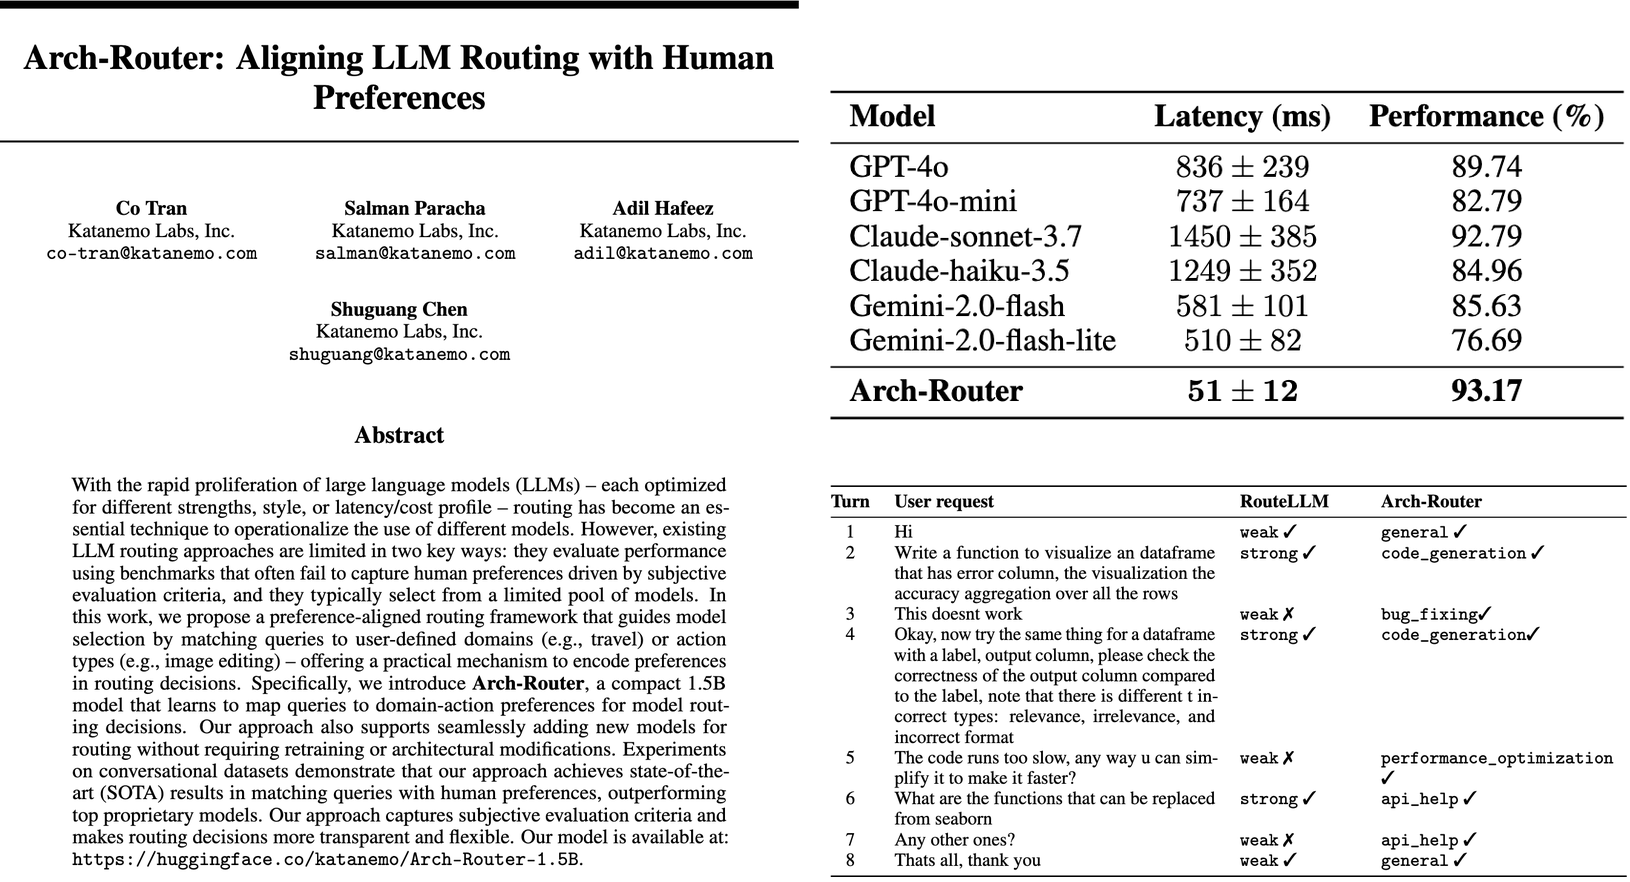 Arch-Router: Aligning LLM Routing with Human
Preferences
Co Tran
Katanemo Labs, Inc.
co-tran@katanemo.com
Salman Paracha
Katanemo Labs, Inc.
salman@katanemo.com
Adil Hafeez
Katanemo Labs, Inc.
adil@katanemo.com
Shuguang Chen
Katanemo Labs, Inc.
shuguang@katanemo.com
Abstract
With the rapid proliferation of large language models (LLMs) – each optimized
for different strengths, style, or latency/cost profile – routing has become an es-
sential technique to operationalize the use of different models. However, existing
LLM routing approaches are limited in two key ways: they evaluate performance
using benchmarks that often fail to capture human preferences driven by subjective
evaluation criteria, and they typically select from a limited pool of models. In
this work, we propose a preference-aligned routing framework that guides model
selection by matching queries to user-defined domains (e.g., travel) or action
types (e.g., image editing) – offering a practical mechanism to encode preferences
in routing decisions. Specifically, we introduce Arch-Router, a compact 1.5B
model that learns to map queries to domain-action preferences for model rout-
ing decisions. Our approach also supports seamlessly adding new models for
routing without requiring retraining or architectural modifications. Experiments
on conversational datasets demonstrate that our approach achieves state-of-the-
art (SOTA) results in matching queries with human preferences, outperforming
top proprietary models. Our approach captures subjective evaluation criteria and
makes routing decisions more transparent and flexible. Our model is available at:
https://huggingface.co/katanemo/Arch-Router-1.5B.
Model Latency (ms) Performance (%)
GPT-4o 836 ± 239 89.74
GPT-4o-mini 737 ± 164 82.79
Claude-sonnet-3.7 1450 ± 385 92.79
Claude-haiku-3.5 1249 ± 352 84.96
Gemini-2.0-flash 581 ± 101 85.63
Gemini-2.0-flash-lite 510 ± 82 76.69
Arch-Router 51 ± 12 93.17
Turn User request RouteLLM Arch-Router
1 Hi weak ✓ general ✓
2 Write a function to visualize an dataframe strong ✓ code_generation ✓
that has error column, the visualization the
accuracy aggregation over all the rows
3 This doesnt work weak ✗ bug_fixing✓
4 Okay, now try the same thing for a dataframe strong ✓ code_generation✓
with a label, output column, please check the
correctness of the output column compared
to the label, note that there is different t in-
correct types: relevance, irrelevance, and
incorrect format
5 The code runs too slow, any way u can sim- weak ✗ performance_optimization
plify it to make it faster? ✓
6 What are the functions that can be replaced strong ✓ api_help ✓
from seaborn
7 Any other ones? weak ✗ api_help ✓
8 Thats all, thank you weak ✓ general ✓